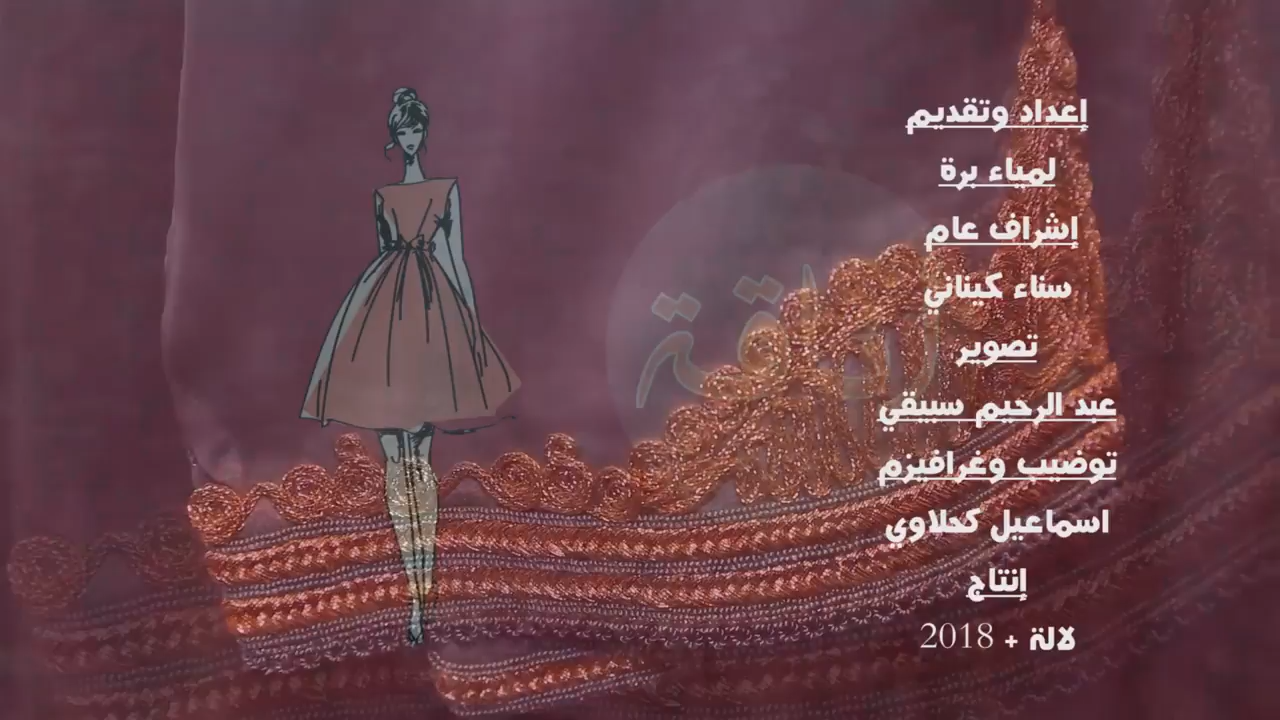 إعداد وتقديم
لمياء برة
إشراف عام
سناء كيناني
تصوير
عبد الرحيم سبيقي
توضيب وغرافيزم
اسماعيل كحلاوي
إنتاج
لالة + 2018